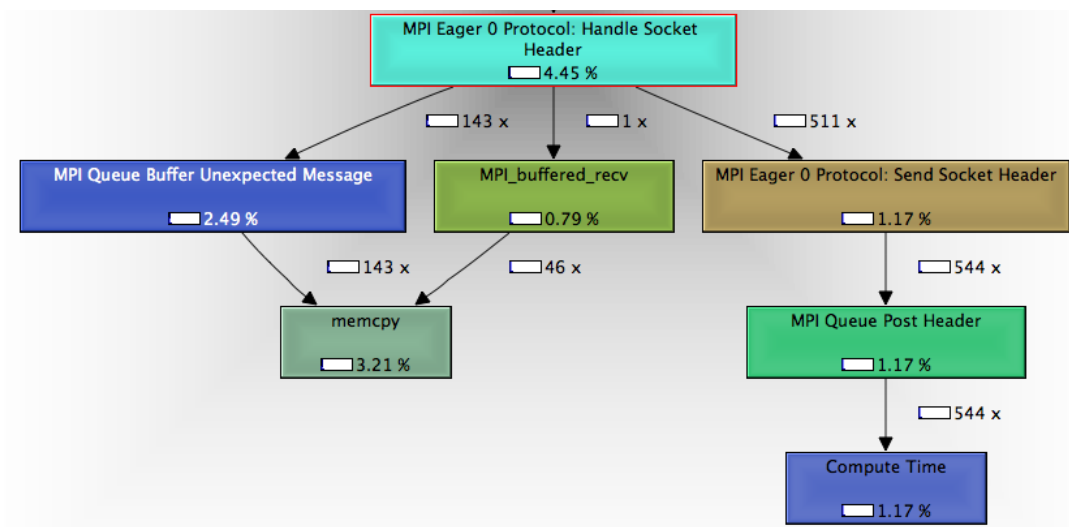 MPI Eager 0 Protocol: Handle Socket
Header
4.45 %
143 x
1 x
511 x
MPI Queue Buffer Unexpected Message
2.49 %
MPI_buffered_recv
0.79 %
MPI Eager 0 Protocol: Send Socket Header
1.17 %
143 x
46 x
544 x
memcpy
3.21 %
MPI Queue Post Header
1.17 %
544 x
Compute Time
1.17 %